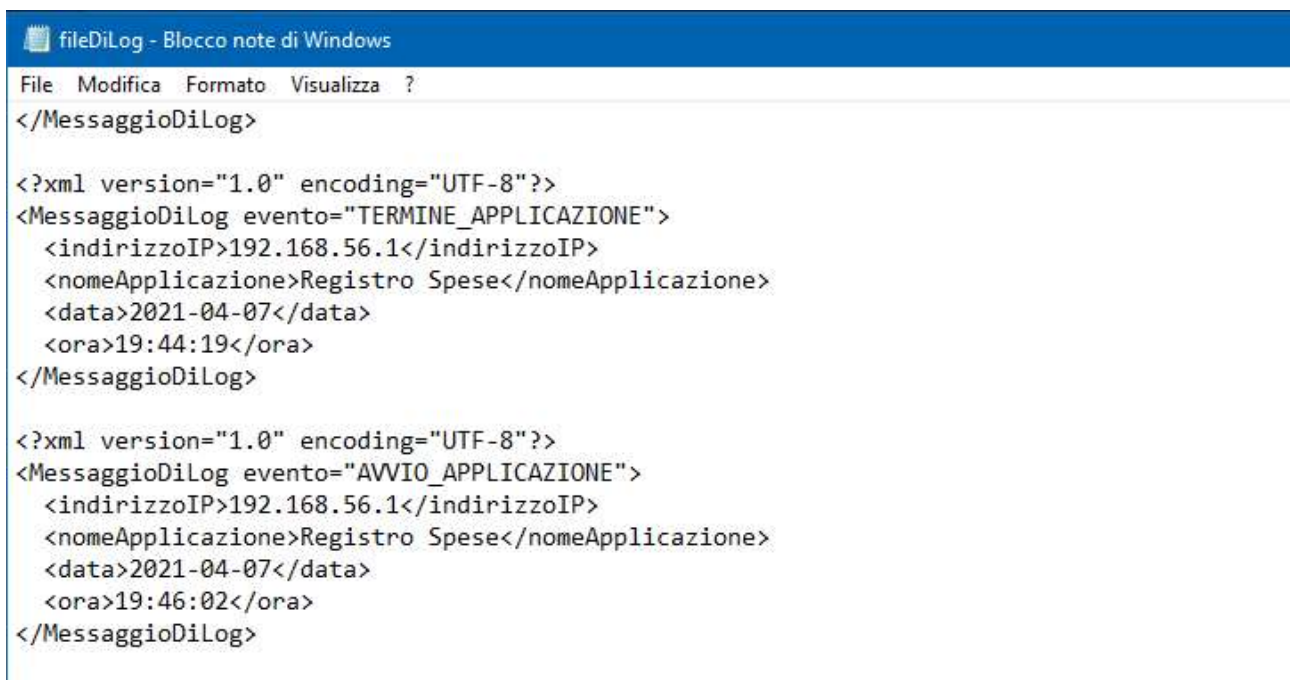 fileDiLog - Blocco note di Windows
File Modifica Formato Visualizza ?
</MessaggioDiLog>

<?xml version="1.0" encoding="UTF-8"?>
<MessaggioDiLog evento="TERMINE_APPLICAZIONE">
  <indirizzoIP>192.168.56.1</indirizzoIP>
  <nomeApplicazione>Registro Spese</nomeApplicazione>
  <data>2021-04-07</data>
  <ora>19:44:19</ora>
</MessaggioDiLog>

<?xml version="1.0" encoding="UTF-8"?>
<MessaggioDiLog evento="AVVIO_APPLICAZIONE">
  <indirizzoIP>192.168.56.1</indirizzoIP>
  <nomeApplicazione>Registro Spese</nomeApplicazione>
  <data>2021-04-07</data>
  <ora>19:46:02</ora>
</MessaggioDiLog>